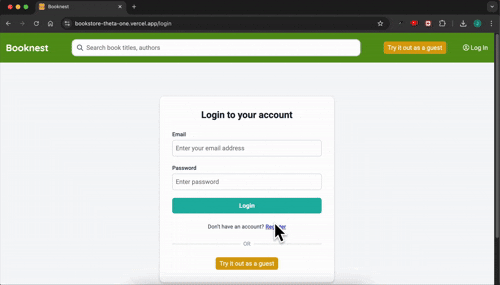 Booknest
bookstore-theta-one.vercel.app/login
Booknest
Search book titles, authors
Try it out as a guest
Log In
Login to your account
Email
Enter your email address
Password
Enter password
Login
Don't have an account?
OR
Try it out as a guest